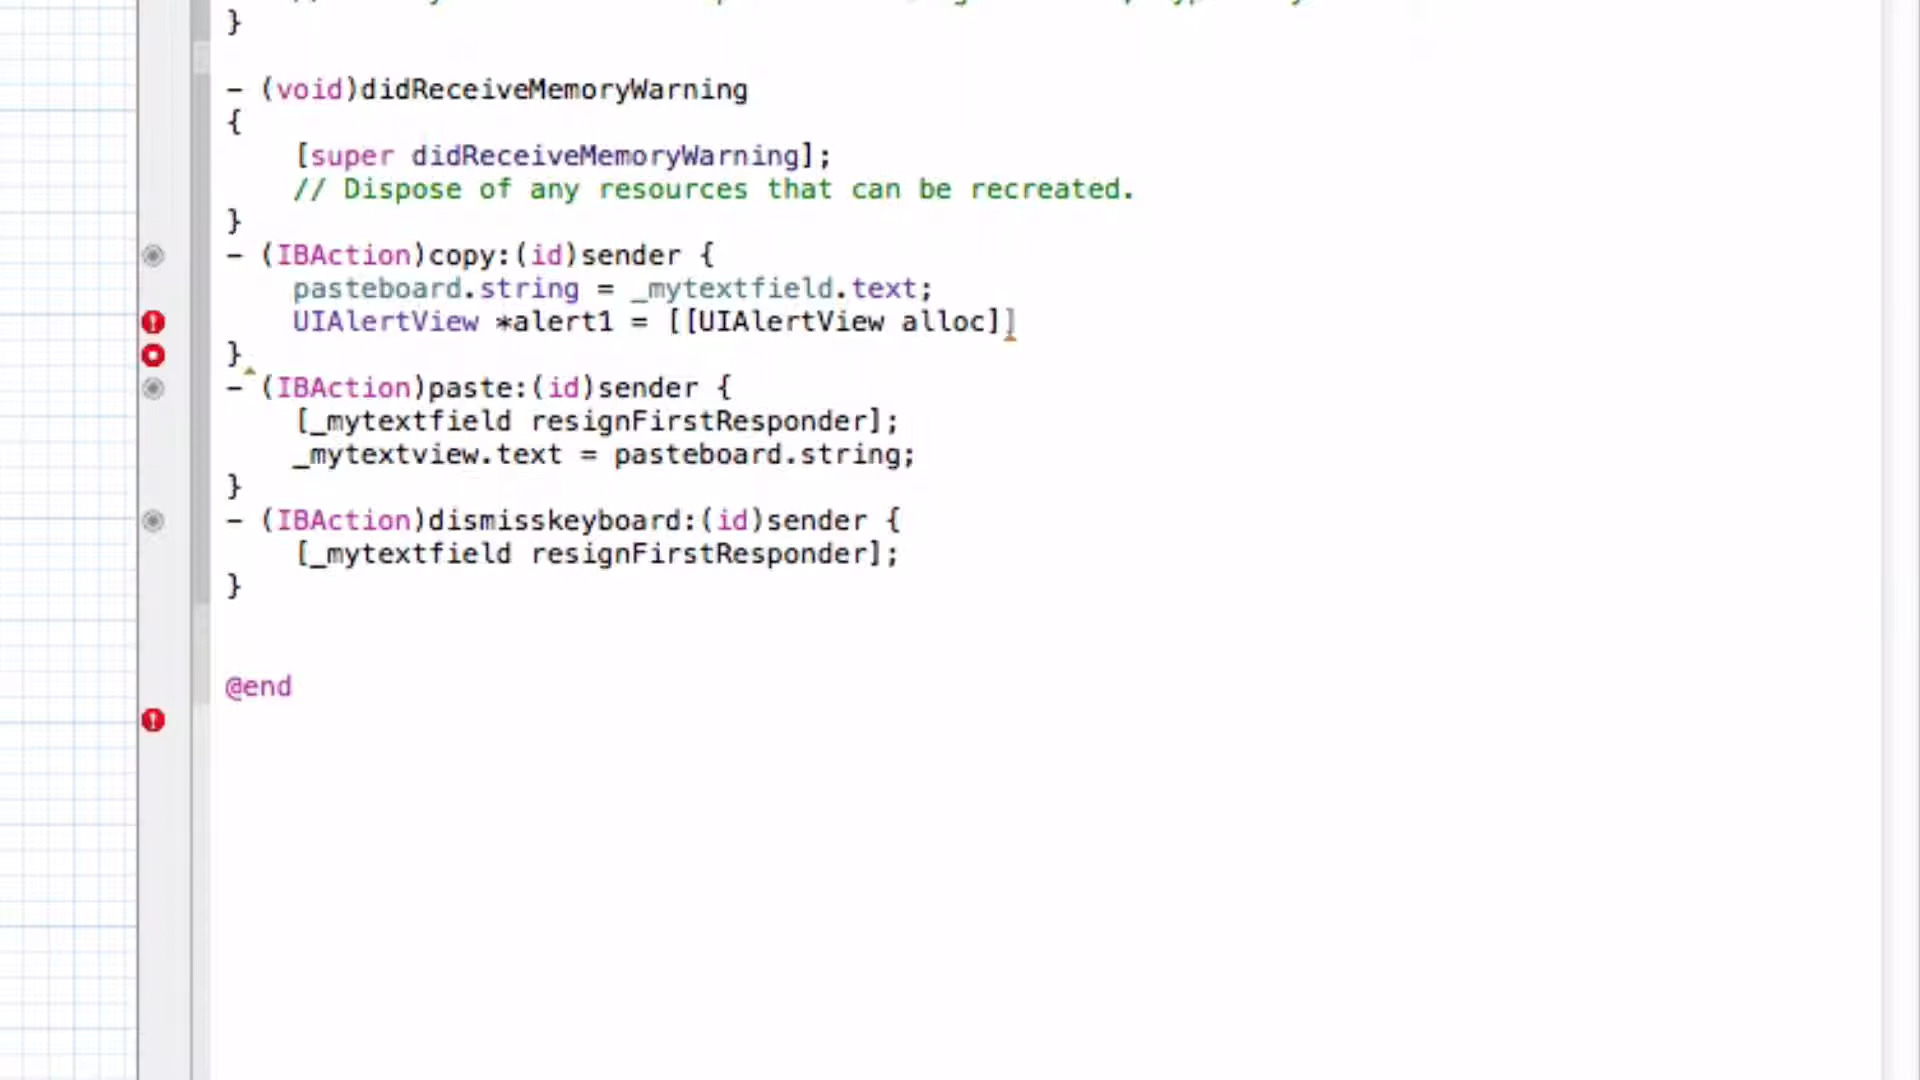 }
- (void)didReceiveMemoryWarning
{
[super didReceiveMemoryWarning];
// Dispose of any resources that can be recreated.
}
- (IBAction)copy:(id)sender {
pasteboard.string = _mytextfield.text;
UIAlertView *alert1 = [[UIAlertView alloc]]
}
- (IBAction)paste:(id)sender {
[_mytextfield resignFirstResponder];
_mytextview.text = pasteboard.string;
}
- (IBAction)dismisskeyboard:(id)sender {
[_mytextfield resignFirstResponder];
}
@end